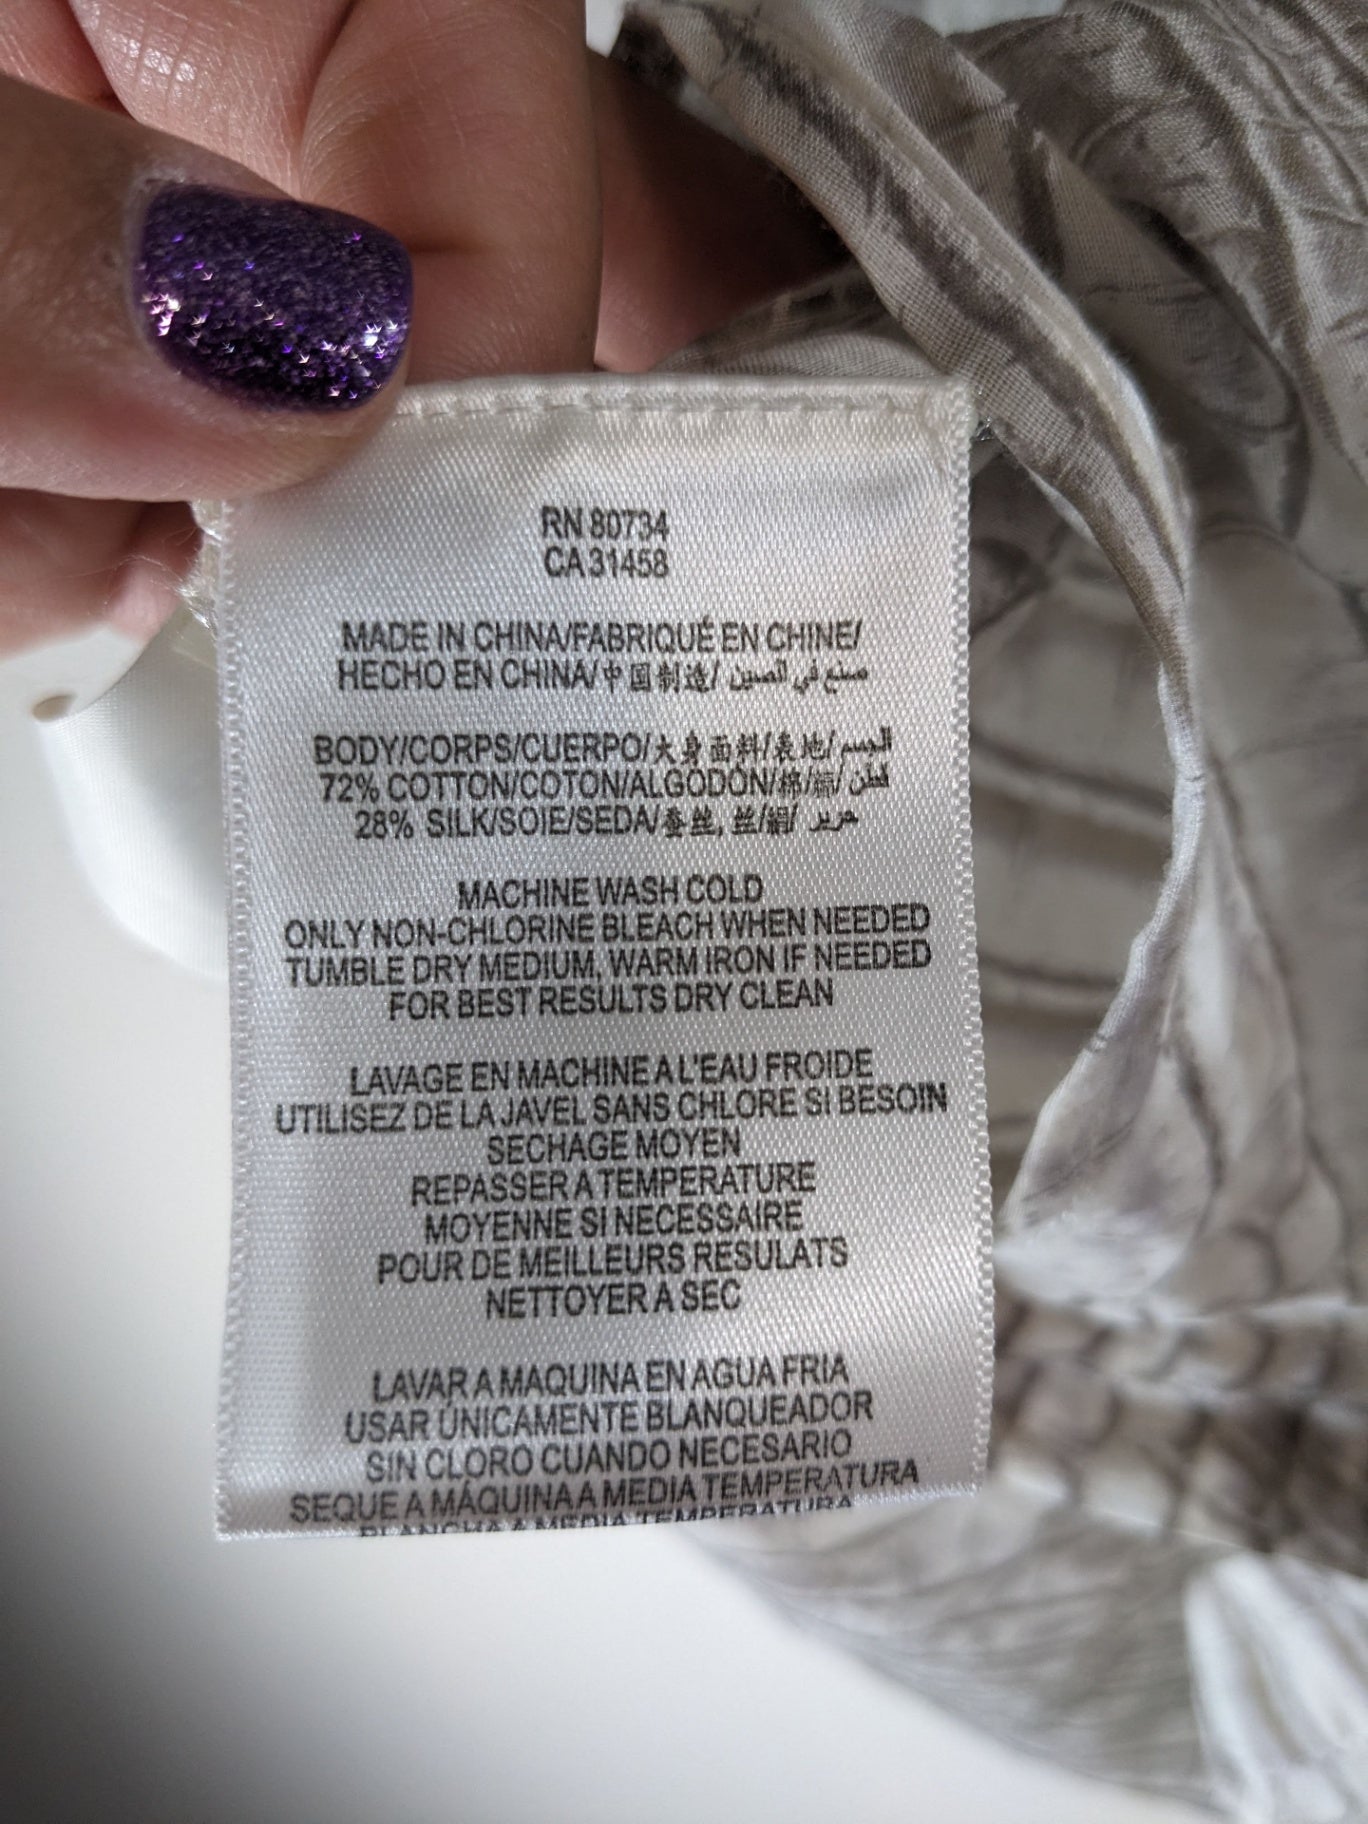 RN 80734
CA 31458
MADE IN CHINA/FABRIQUÉ EN CHINE/
HECHO EN CHINA/中国制造/ صنع في الصين
BODY/CORPS/CUERPO/大身面料/表地/الجسم
72% COTTON/COTON/ALGODÓN/棉/綿/ قطن
28% SILK/SOIE/SEDA/蚕丝, 丝/絹/ حرير
MACHINE WASH COLD
ONLY NON-CHLORINE BLEACH WHEN NEEDED
TUMBLE DRY MEDIUM, WARM IRON IF NEEDED
FOR BEST RESULTS DRY CLEAN
LAVAGE EN MACHINE A L'EAU FROIDE
UTILISEZ DE LA JAVEL SANS CHLORE SI BESOIN
SECHAGE MOYEN
REPASSER A TEMPERATURE
MOYENNE SI NECESSAIRE
POUR DE MEILLEURS RESULATS
NETTOYER A SEC
LAVAR A MAQUINA EN AGUA FRIA
USAR ÚNICAMENTE BLANQUEADOR
SIN CLORO CUANDO NECESARIO
SEQUE A MÁQUINA A MEDIA TEMPERATURA
PLANCHA A MEDIA TEMPERATURA